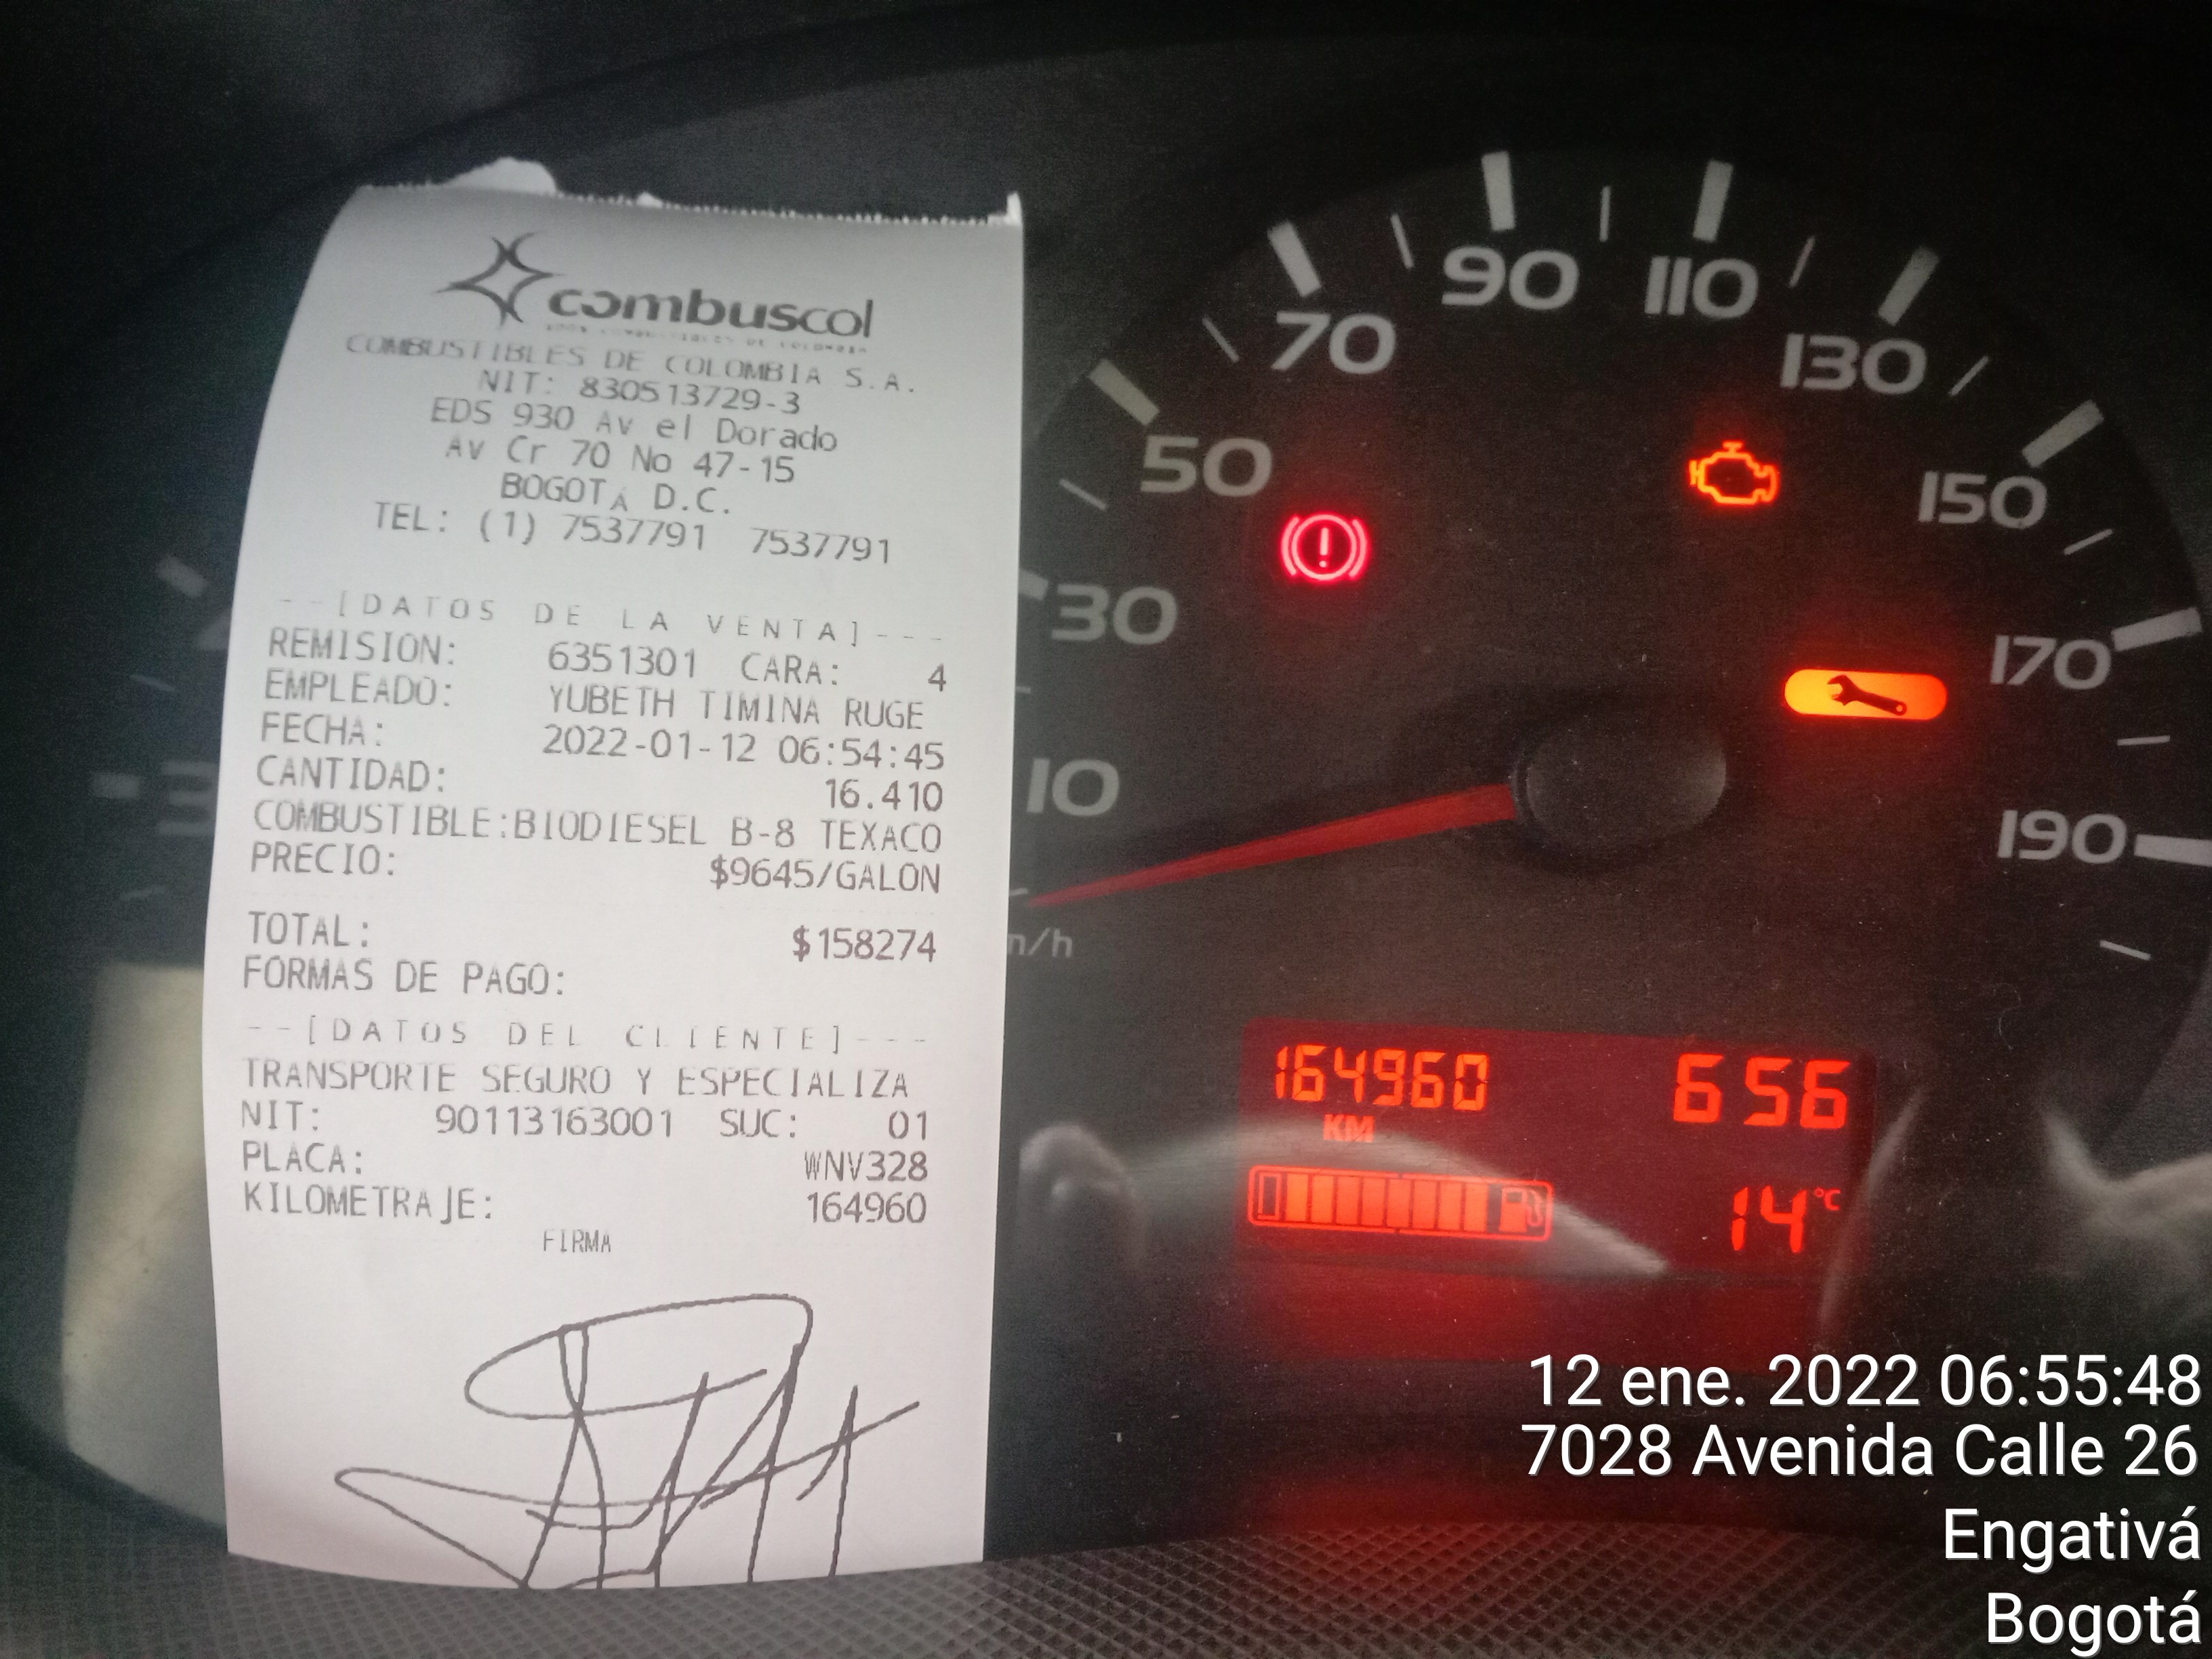 combuscol
COMBUSTIBLES DE COLOMBIA S.A.
NIT: 830513729-3
EDS 930 Av el Dorado
Av Cr 70 No 47-15
BOGOTÁ D.C.
TEL: (1) 7537791 7537791
--[DATOS DE LA VENTA]---
REMISION: 6351301 CARA: 4
EMPLEADO: YUBETH TIMINA RUGE
FECHA: 2022-01-12 06:54:45
CANTIDAD: 16.410
COMBUSTIBLE:BIODIESEL B-8 TEXACO
PRECIO: $9645/GALON
TOTAL: $158274
FORMAS DE PAGO:
--[DATOS DEL CLIENTE]---
TRANSPORTE SEGURO Y ESPECIALIZA
NIT: 90113163001 SUC: 01
PLACA: WNV328
KILOMETRAJE: 164960
FIRMA
10
30
50
70
90
110
130
150
170
190
m/h
164960 656
KM
14°C
12 ene. 2022 06:55:48
7028 Avenida Calle 26
Engativá
Bogotá